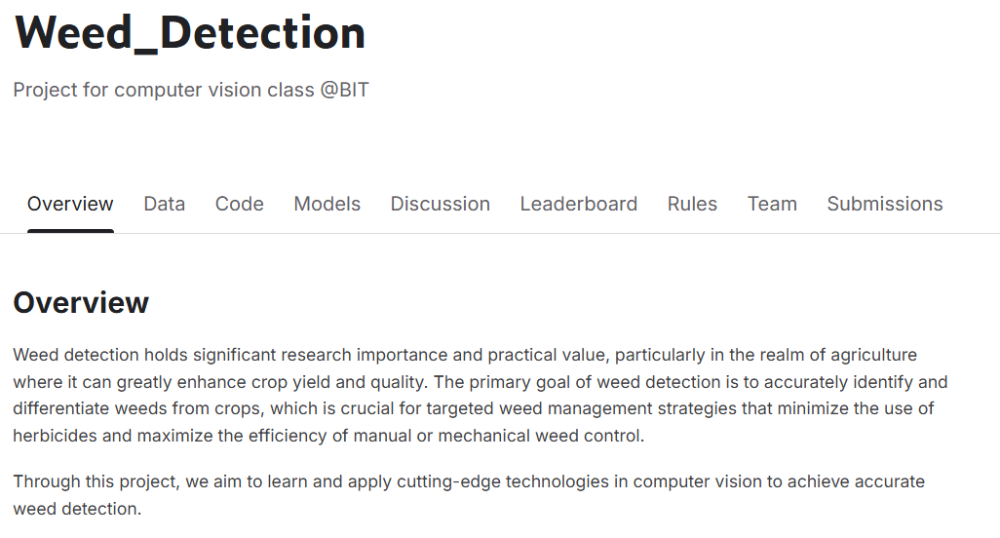 Weed_Detection
Project for computer vision class @BIT
Overview Data Code Models Discussion Leaderboard Rules Team Submissions
Overview
Weed detection holds significant research importance and practical value, particularly in the realm of agriculture
where it can greatly enhance crop yield and quality. The primary goal of weed detection is to accurately identify and
differentiate weeds from crops, which is crucial for targeted weed management strategies that minimize the use of
herbicides and maximize the efficiency of manual or mechanical weed control.
Through this project, we aim to learn and apply cutting-edge technologies in computer vision to achieve accurate
weed detection.